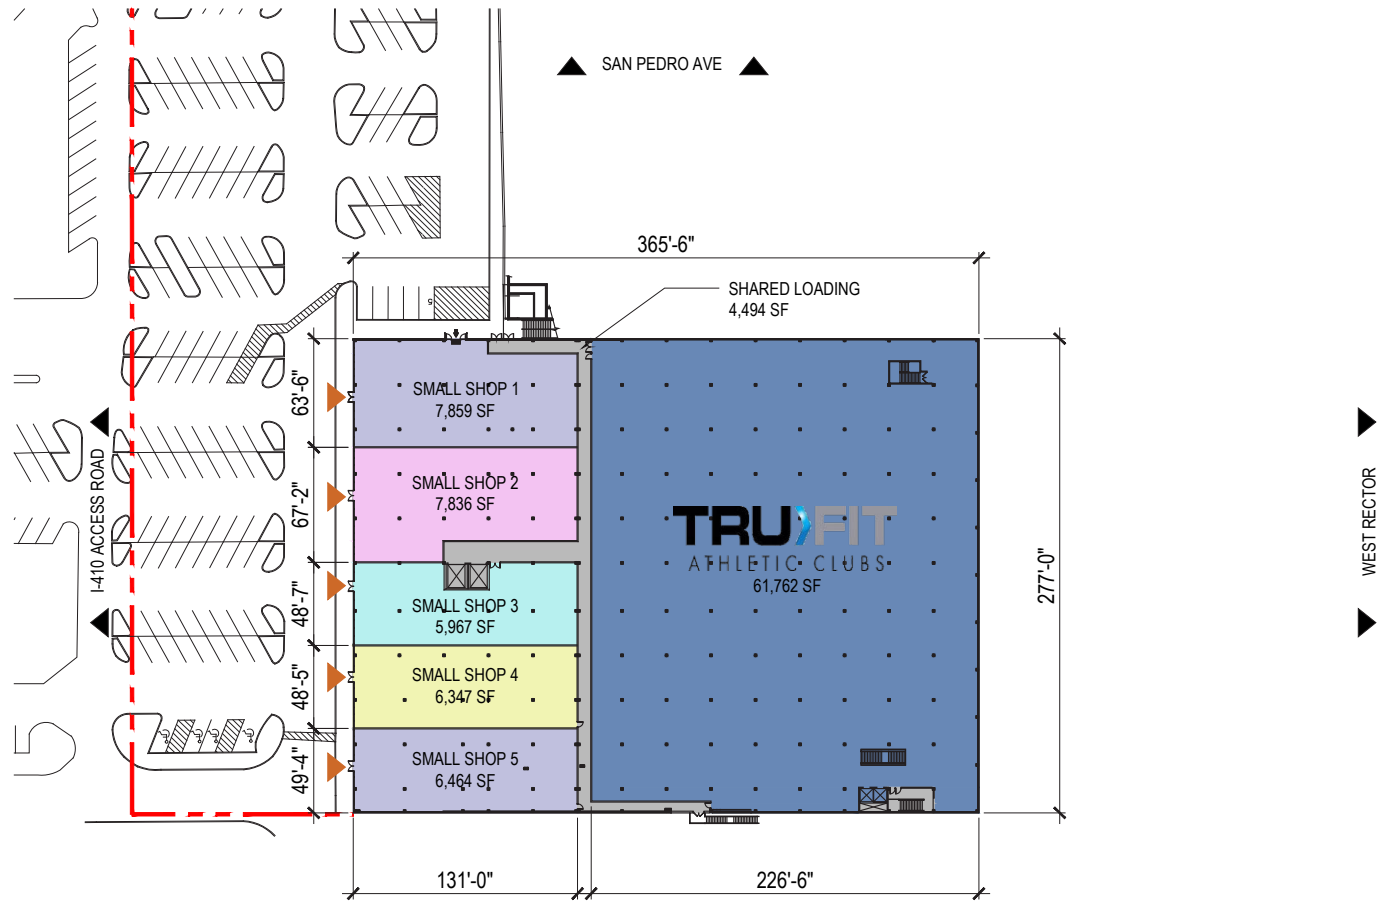 SAN PEDRO AVE
365'-6"
SHARED LOADING
4,494 SF
5
63'-6"
SMALL SHOP 1
7,859 SF
67'-2"
SMALL SHOP 2
7,836 SF
I-410 ACCESS ROAD
48'-7"
SMALL SHOP 3
5,967 SF
48'-5"
SMALL SHOP 4
6,347 SF
49'-4"
SMALL SHOP 5
6,464 SF
TRUFIT
ATHLETIC CLUBS
61,762 SF
277'-0"
WEST RECTOR
131'-0"
226'-6"